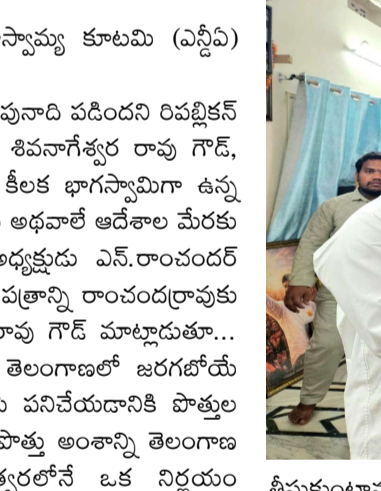 స్వామ్య కూటమి (ఎన్డీఏ)
పునాది పడిందని రిపబ్లికన్
శివనాగేశ్వర రావు గౌడ్,
కీలక భాగస్వామిగా ఉన్న
అథవాలే ఆదేశాల మేరకు
అధ్యక్షుడు ఎన్.రాంచందర్
పత్రాన్ని రాంచంద్రరావుకు
రావు గౌడ్ మాట్లాడుతూ...
తెలంగాణలో జరగబోయే
పనిచేయడానికి పొత్తుల
పొత్తు అంశాన్ని తెలంగాణ
ఒక నిర్ణయం